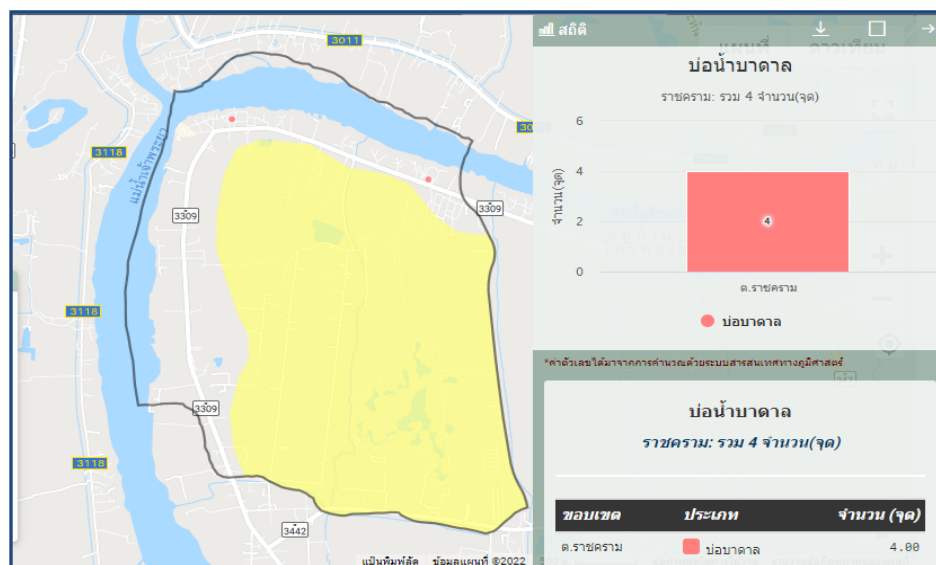 3011
3118
แม่น้ำเจ้าพระยา
3309
3309
3118
3309
3118
3442
แป้นพิมพ์ลัด ข้อมูลแผนที่ ©2022
สถิติ
บ่อน้ำบาดาล
ราชคราม: รวม 4 จำนวน(จุด)
จำนวน(จุด)
6
4
2
0
4
ต.ราชคราม
บ่อบาดาล
*ค่าตัวเลขได้มาจากการคำนวณด้วยระบบสารสนเทศทางภูมิศาสตร์
บ่อน้ำบาดาล
ราชคราม: รวม 4 จำนวน(จุด)
ขอบเขต ประเภท จำนวน (จุด)
ต.ราชคราม บ่อบาดาล 4.00